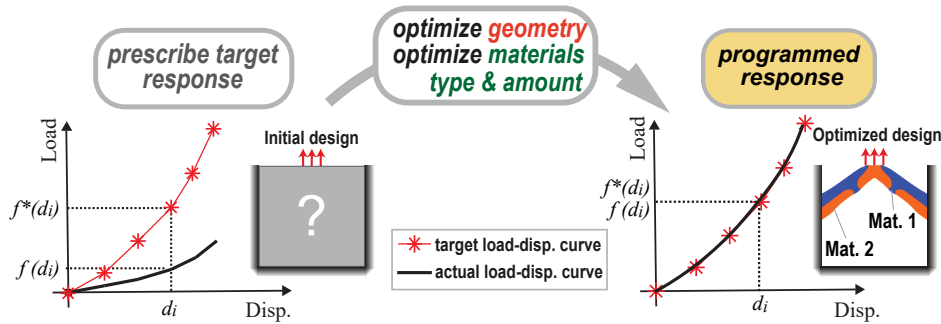 prescribe target
response
Load
f*(dᵢ)
f(dᵢ)
dᵢ
Disp.
Initial design
?
optimize geometry
optimize materials
type & amount
target load-disp. curve
actual load-disp. curve
programmed
response
Load
f*(dᵢ)
f(dᵢ)
dᵢ
Disp.
Optimized design
Mat. 1
Mat. 2